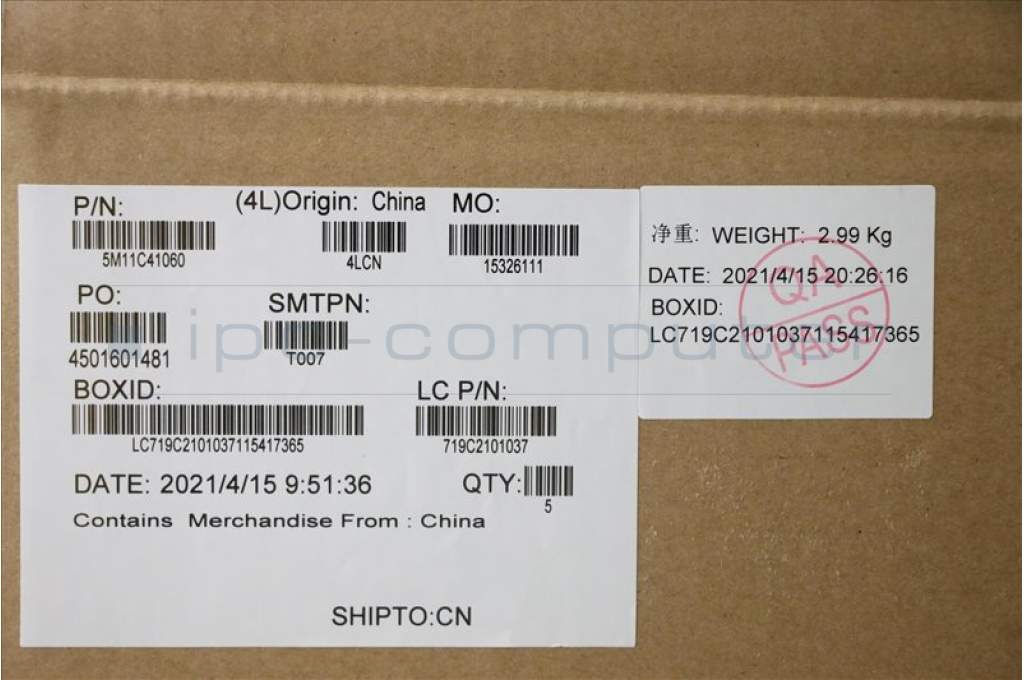 P/N: (4L)Origin: China MO:
5M11C41060 4LCN 15326111
PO: SMTPN:
4501601481 T007
BOXID: LC P/N:
LC719C2101037115417365 719C2101037
DATE: 2021/4/15 9:51:36 QTY:
5
Contains Merchandise From : China
SHIPTO:CN
净重: WEIGHT: 2.99 Kg
DATE: 2021/4/15 20:26:16
BOXID:
LC719C2101037115417365
QA
PASS
ipc-computer